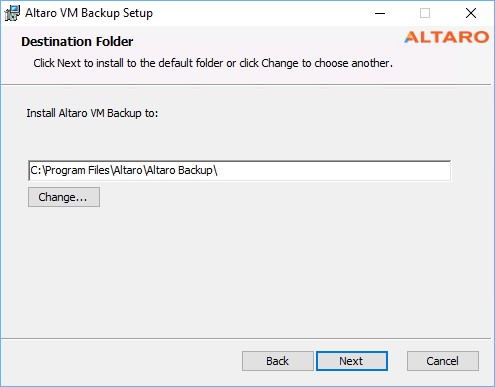 Altaro VM Backup Setup
Destination Folder
ALTARO
Click Next to install to the default folder or click Change to choose another.
Install Altaro VM Backup to:
C:\Program Files\Altaro\Altaro Backup\
Change...
Back
Next
Cancel